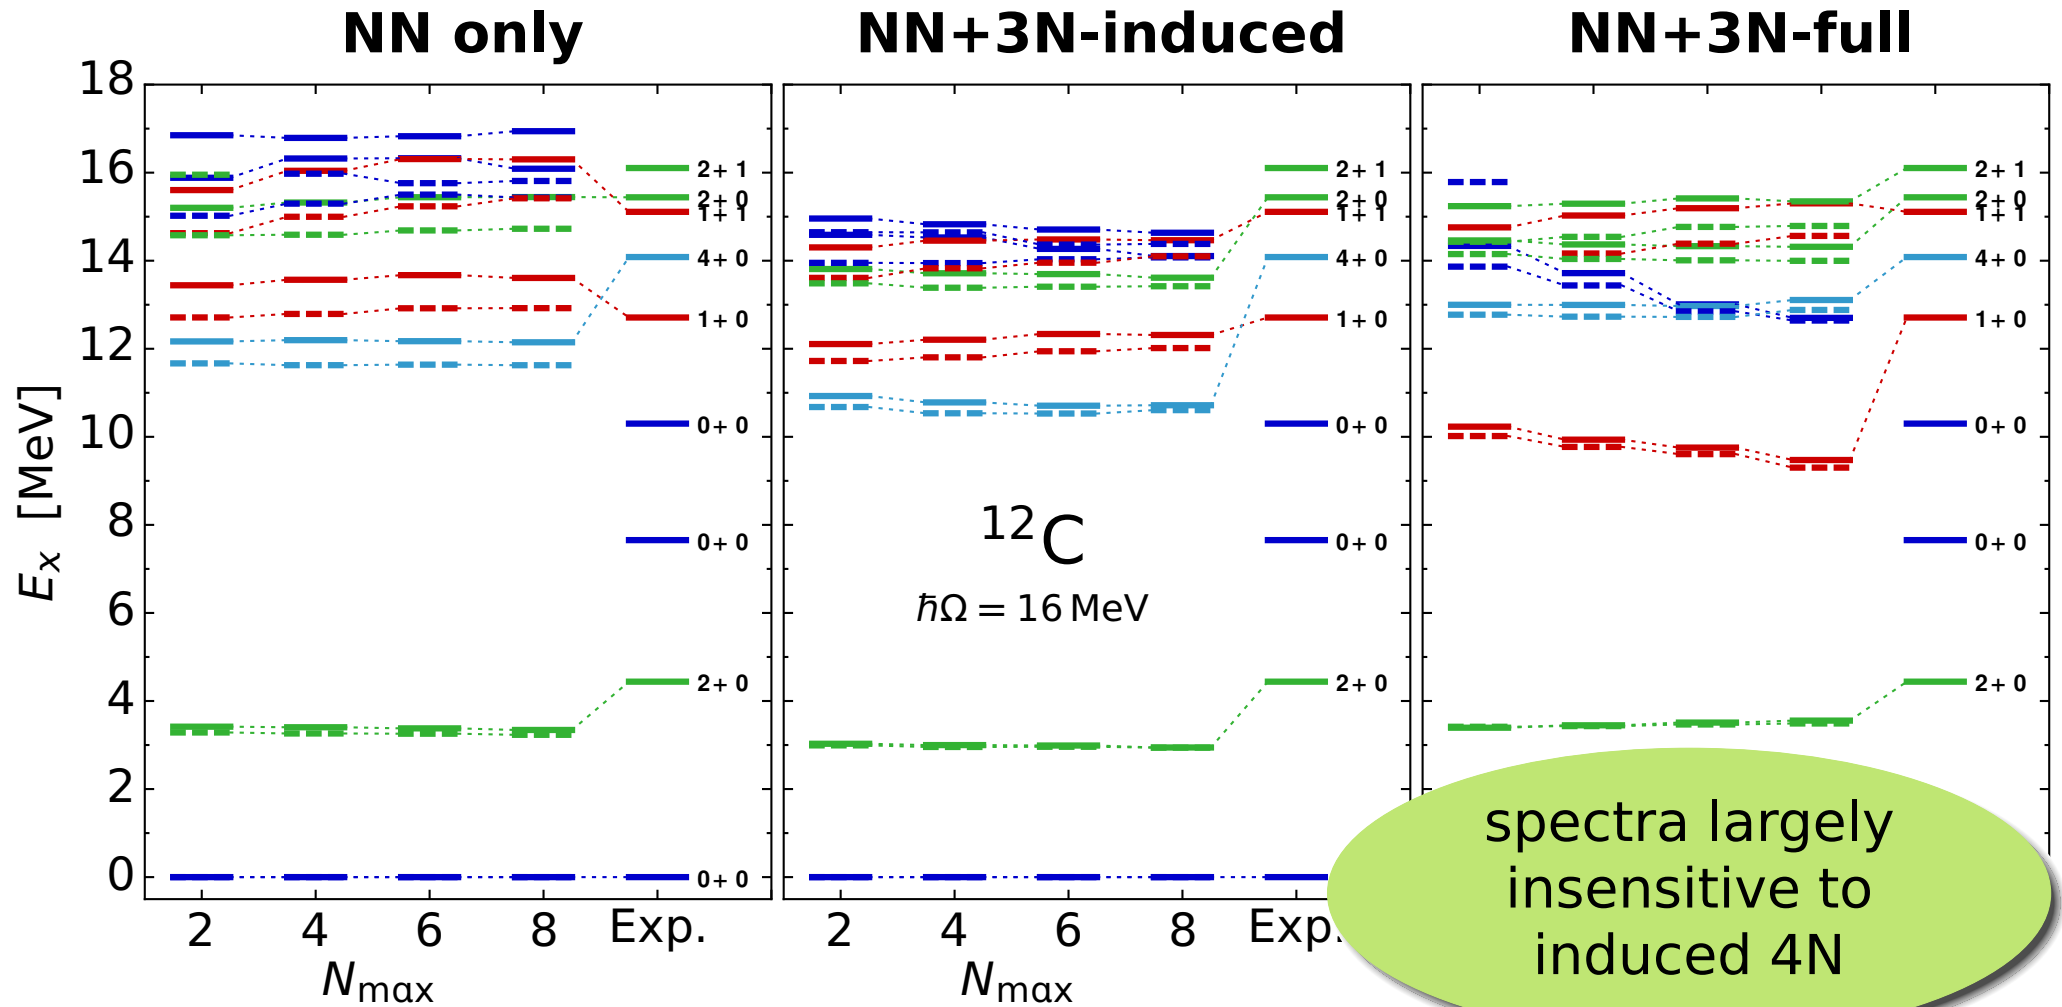 NN only
NN+3N-induced
NN+3N-full
18
16
14
12
10
8
6
4
2
0
E_x [MeV]
2+ 1
2+ 0
1+ 1
4+ 0
1+ 0
0+ 0
0+ 0
2+ 0
0+ 0
2+ 1
2+ 0
1+ 1
4+ 0
1+ 0
0+ 0
0+ 0
2+ 0
2+ 1
2+ 0
1+ 1
4+ 0
1+ 0
0+ 0
0+ 0
2+ 0
¹²C
ℏΩ = 16 MeV
2 4 6 8 Exp.
N_max
2 4 6 8 Exp.
N_max
spectra largely
insensitive to
induced 4N